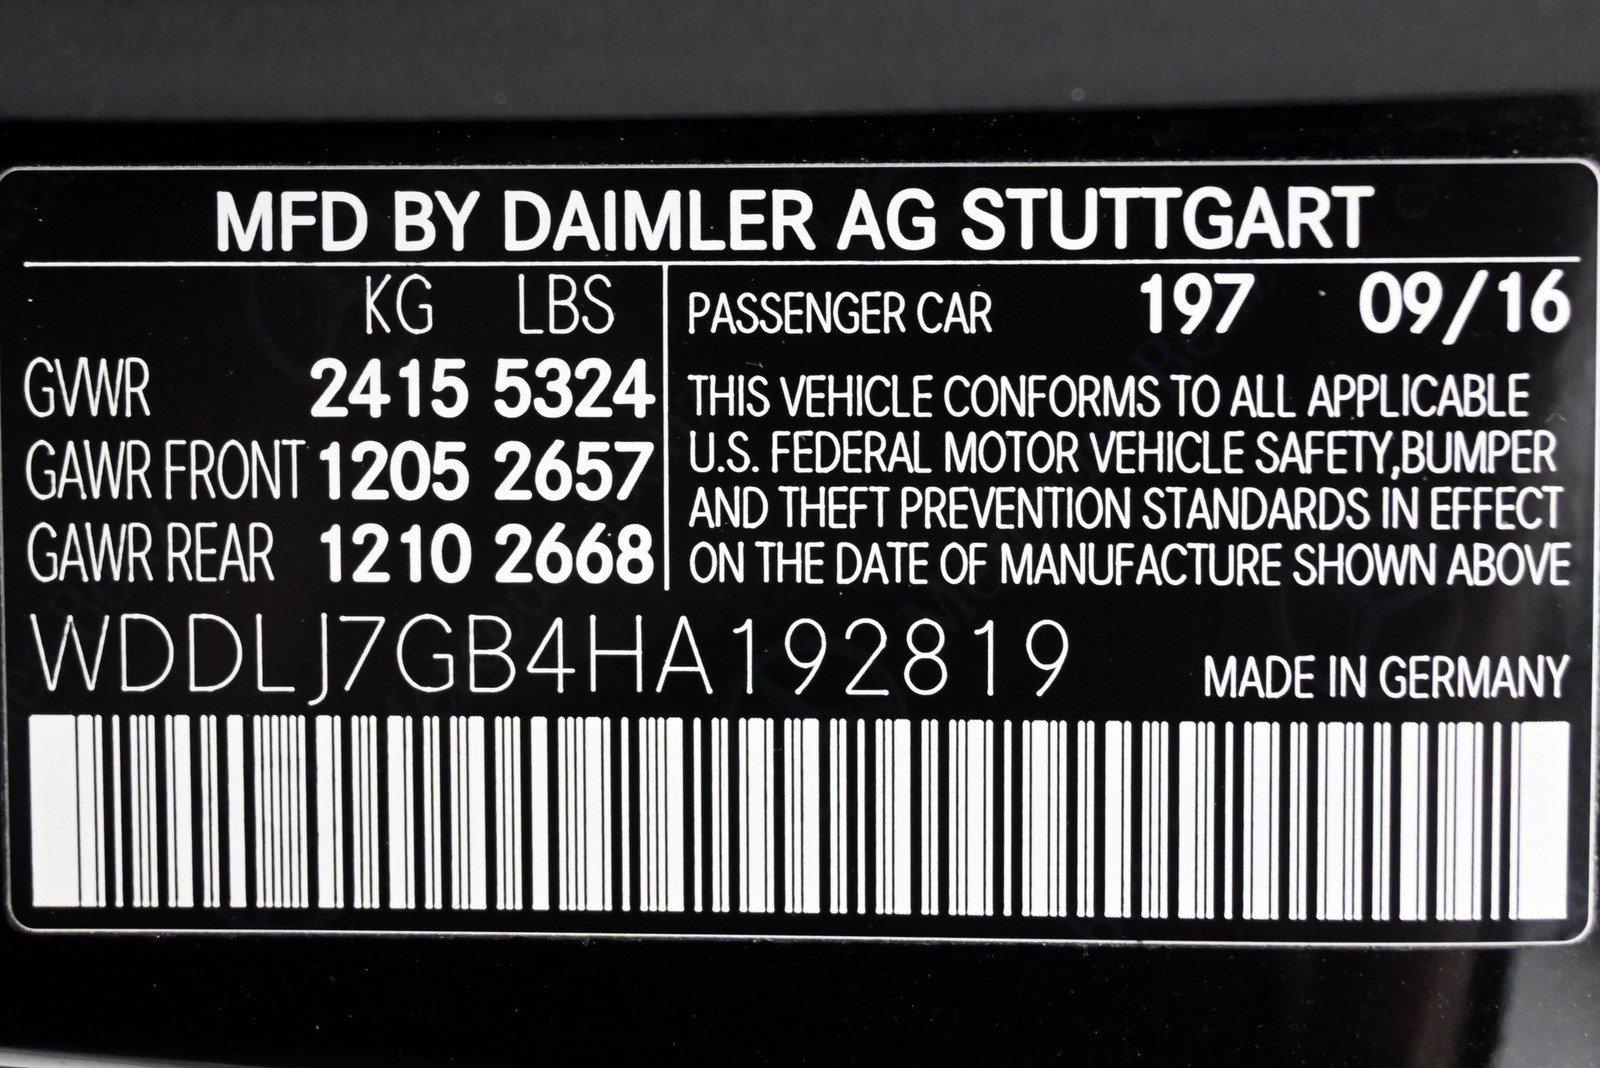 MFD BY DAIMLER AG STUTTGART
KG LBS
GVWR 2415 5324
GAWR FRONT 1205 2657
GAWR REAR 1210 2668
PASSENGER CAR 197 09/16
THIS VEHICLE CONFORMS TO ALL APPLICABLE
U.S. FEDERAL MOTOR VEHICLE SAFETY,BUMPER
AND THEFT PREVENTION STANDARDS IN EFFECT
ON THE DATE OF MANUFACTURE SHOWN ABOVE
WDDLJ7GB4HA192819
MADE IN GERMANY